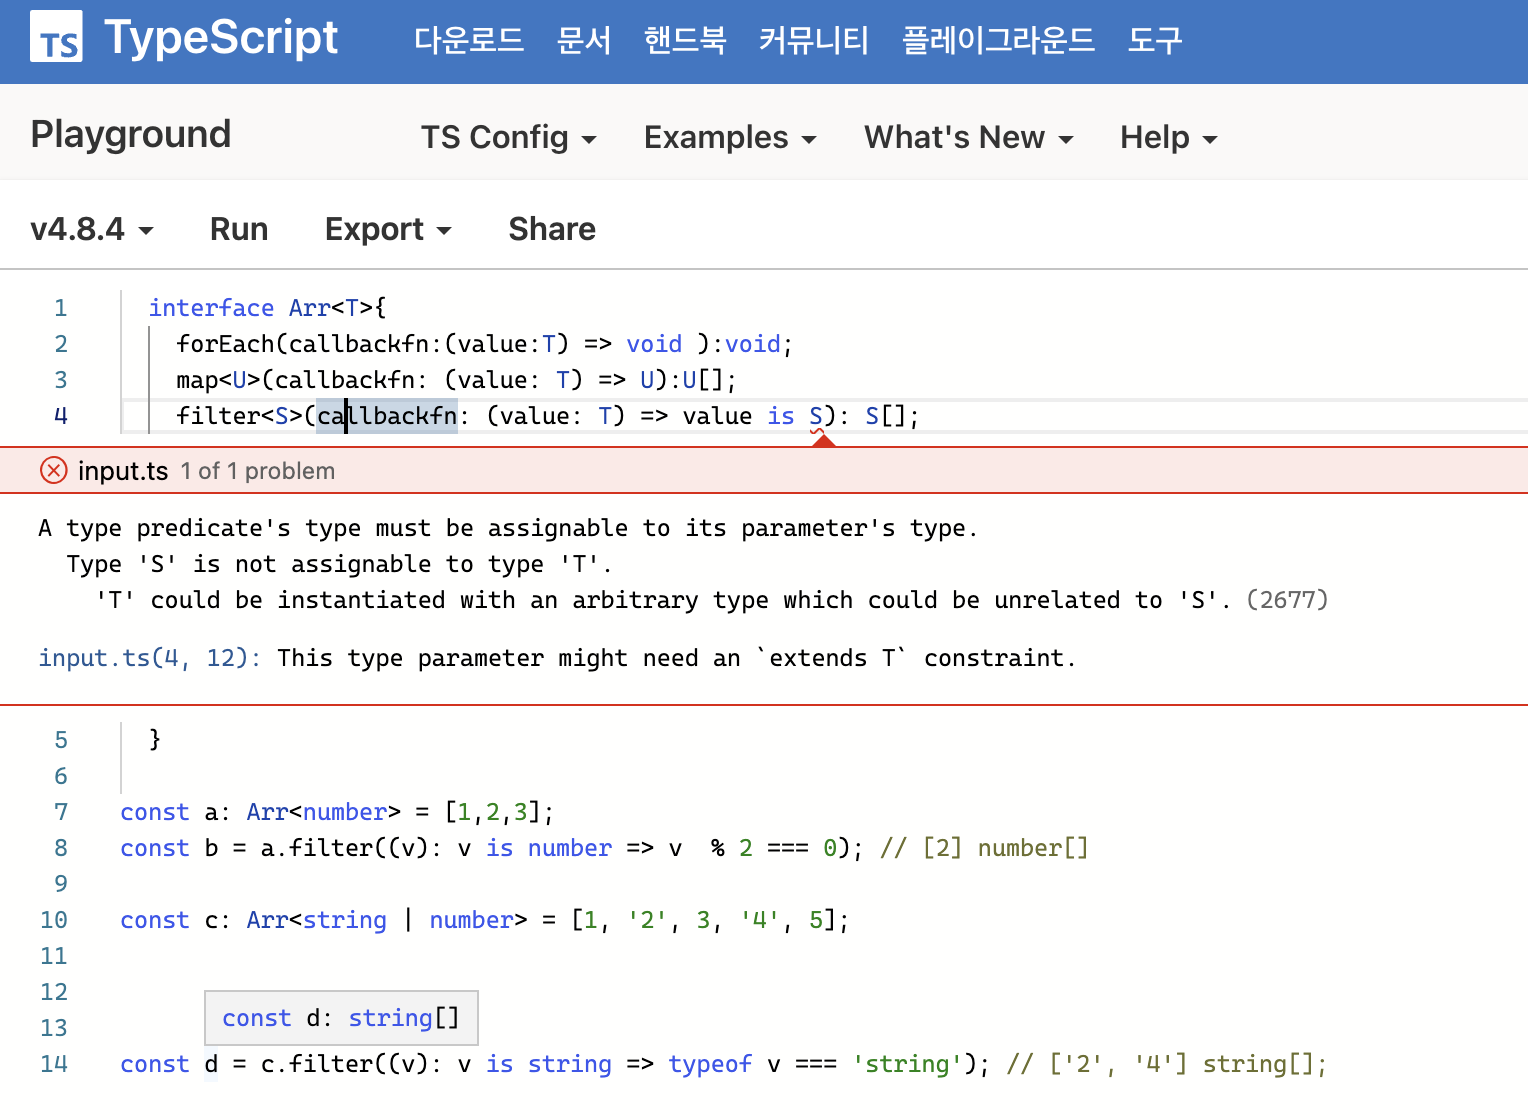 TS TypeScript 다운로드 문서 핸드북 커뮤니티 플레이그라운드 도구
Playground TS Config Examples What's New Help
v4.8.4 Run Export Share
1 interface Arr<T>{
2 forEach(callbackfn:(value:T) => void ):void;
3 map<U>(callbackfn: (value: T) => U):U[];
4 filter<S>(callbackfn: (value: T) => value is S): S[];
input.ts 1 of 1 problem
A type predicate's type must be assignable to its parameter's type.
Type 'S' is not assignable to type 'T'.
'T' could be instantiated with an arbitrary type which could be unrelated to 'S'. (2677)
input.ts(4, 12): This type parameter might need an `extends T` constraint.
5 }
6
7 const a: Arr<number> = [1,2,3];
8 const b = a.filter((v): v is number => v  % 2 === 0); // [2] number[]
9
10 const c: Arr<string | number> = [1, '2', 3, '4', 5];
11
12
const d: string[]
13
14 const d = c.filter((v): v is string => typeof v === 'string'); // ['2', '4'] string[];